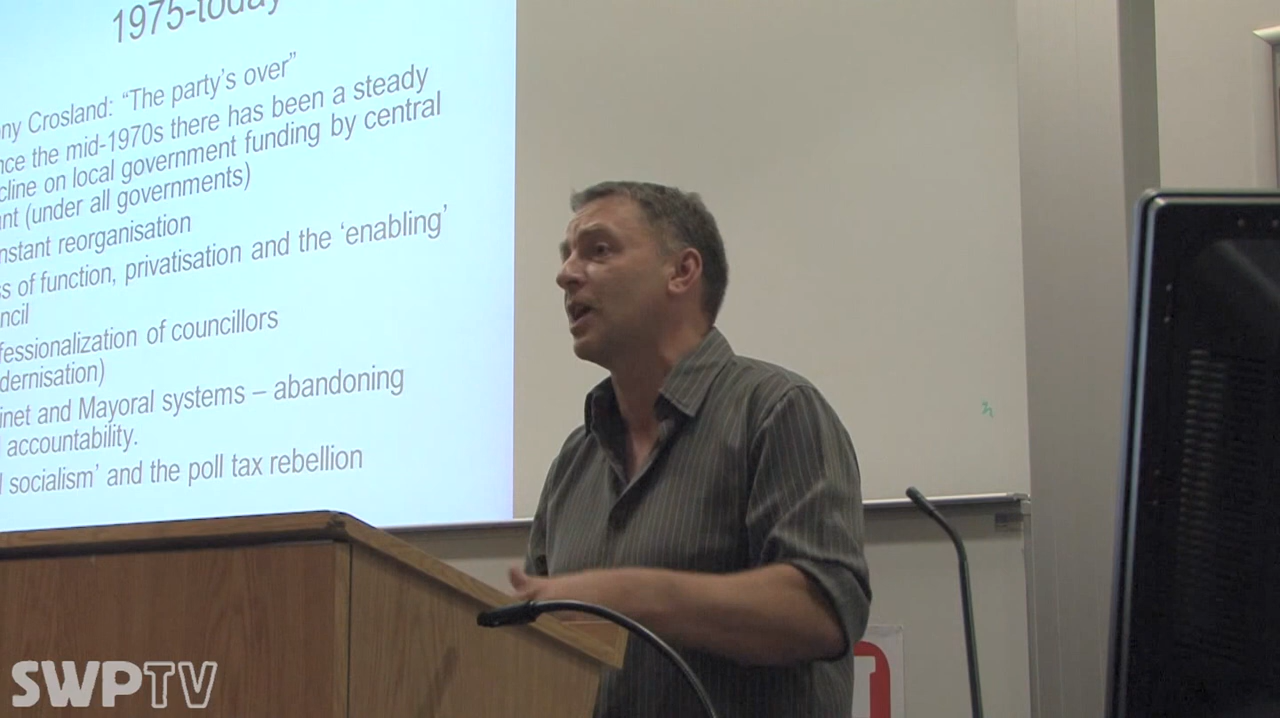 1975-today
ny Crosland: “The party’s over”
nce the mid-1970s there has been a steady
cline on local government funding by central
nt (under all governments)
nstant reorganisation
s of function, privatisation and the ‘enabling’
ncil
fessionalization of councillors
dernisation)
inet and Mayoral systems – abandoning
l accountability.
l socialism’ and the poll tax rebellion
SWPTV